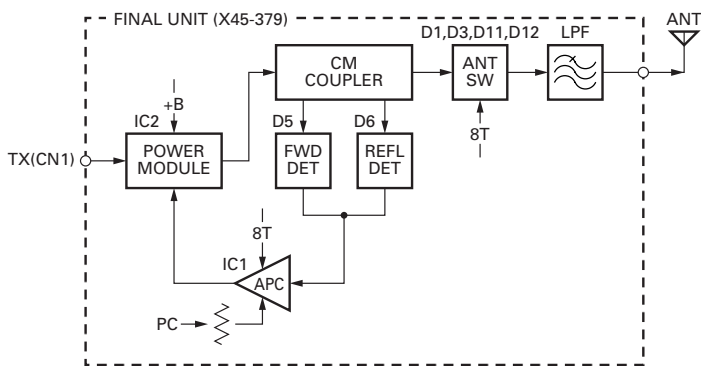 FINAL UNIT (X45-379)
ANT
D1,D3,D11,D12
LPF
CM
COUPLER
ANT
SW
+B
IC2
D5
D6
8T
TX(CN1)
POWER
MODULE
FWD
DET
REFL
DET
8T
IC1
APC
PC